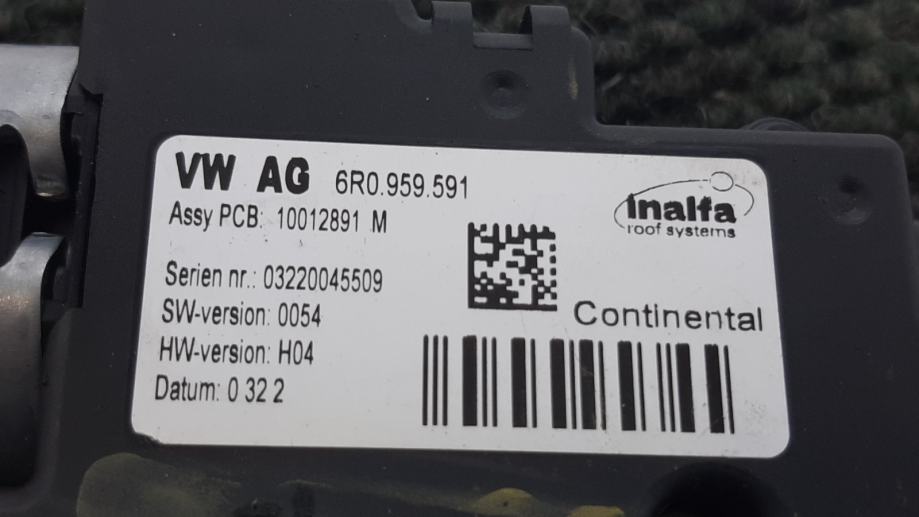 VW AG 6R0.959.591
Assy PCB: 10012891 M
Inalfa
roof systems
Serien nr.: 03220045509
SW-version: 0054
Continental
HW-version: H04
Datum: 0 32 2